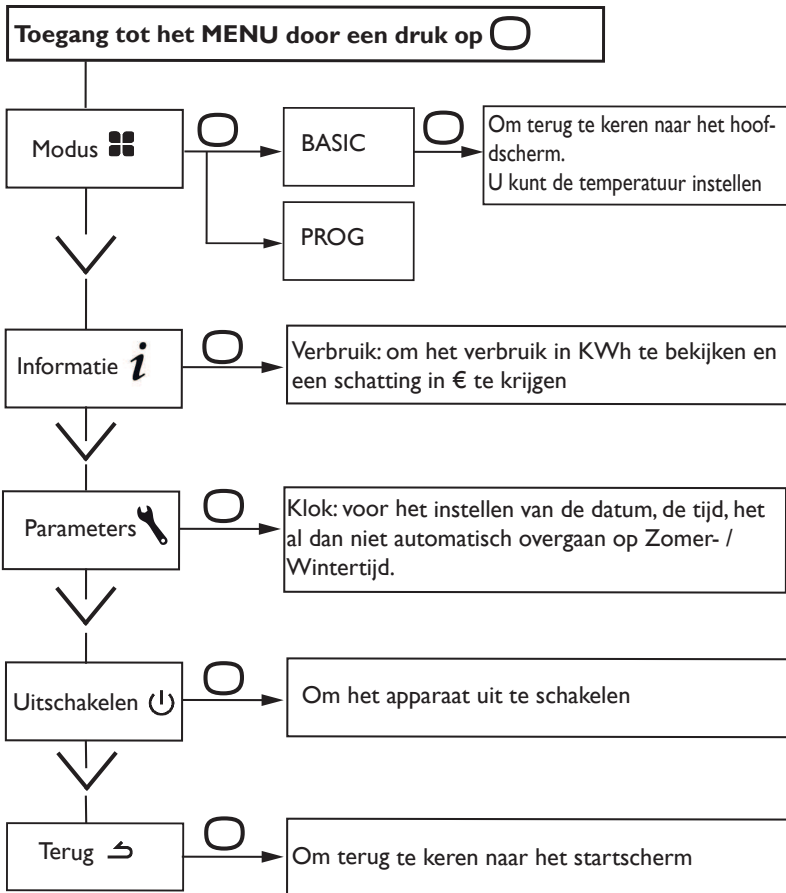 Toegang tot het MENU door een druk op
Modus
BASIC
Om terug te keren naar het hoof-
dscherm.
U kunt de temperatuur instellen
PROG
Informatie i
Verbruik: om het verbruik in KWh te bekijken en
een schatting in € te krijgen
Parameters
Klok: voor het instellen van de datum, de tijd, het
al dan niet automatisch overgaan op Zomer- /
Wintertijd.
Uitschakelen
Om het apparaat uit te schakelen
Terug
Om terug te keren naar het startscherm